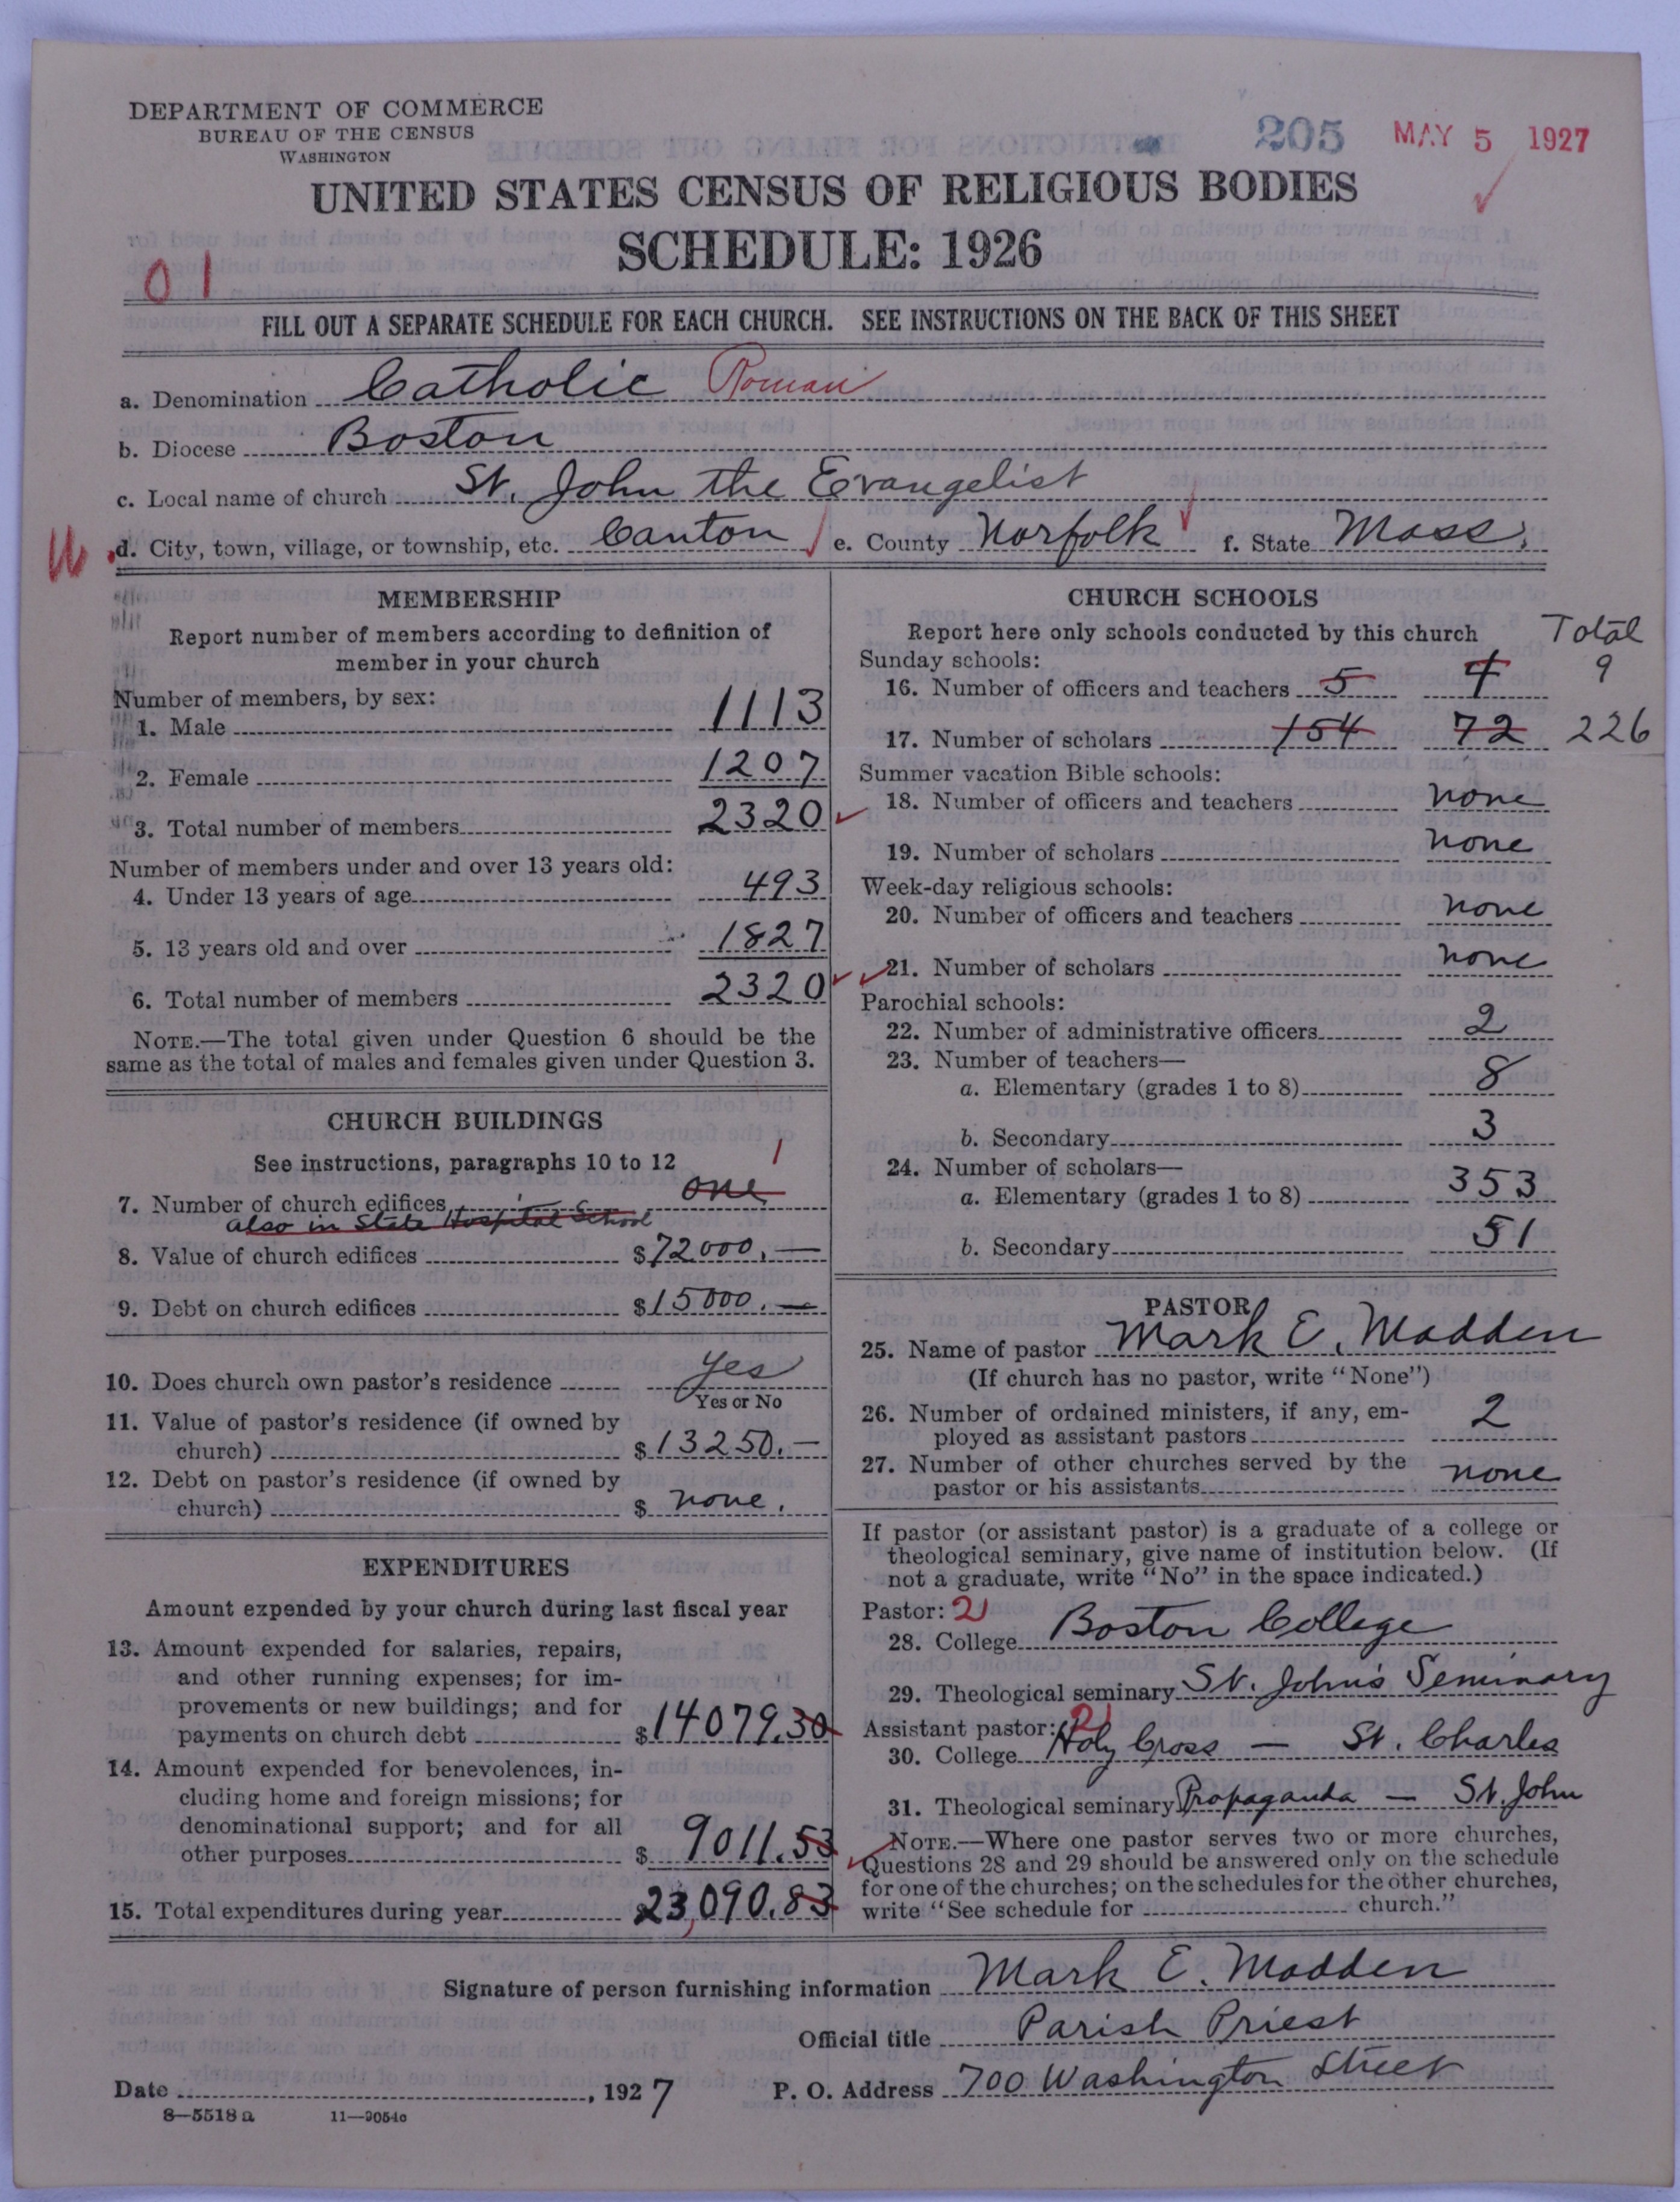 DEPARTMENT OF COMMERCE
BUREAU OF THE CENSUS
WASHINGTON
205 MAY 5 1927
UNITED STATES CENSUS OF RELIGIOUS BODIES
SCHEDULE: 1926
01
FILL OUT A SEPARATE SCHEDULE FOR EACH CHURCH. SEE INSTRUCTIONS ON THE BACK OF THIS SHEET
a. Denomination Catholic Roman
b. Diocese Boston
c. Local name of church St. John the Evangelist
d. City, town, village, or township, etc. Canton e. County Norfolk f. State Mass.
MEMBERSHIP
Report number of members according to definition of
member in your church
Number of members, by sex:
1. Male 1113
2. Female 1207
3. Total number of members 2320
Number of members under and over 13 years old:
4. Under 13 years of age 493
5. 13 years old and over 1827
6. Total number of members 2320
NOTE.—The total given under Question 6 should be the
same as the total of males and females given under Question 3.
CHURCH BUILDINGS
See instructions, paragraphs 10 to 12 1
7. Number of church edifices one
also in State Hospital School
8. Value of church edifices $72000.—
9. Debt on church edifices $15000.—
10. Does church own pastor's residence Yes
Yes or No
11. Value of pastor's residence (if owned by
church) $13250.—
12. Debt on pastor's residence (if owned by
church) $ none.
EXPENDITURES
Amount expended by your church during last fiscal year
13. Amount expended for salaries, repairs,
and other running expenses; for im-
provements or new buildings; and for
payments on church debt $14079.30
14. Amount expended for benevolences, in-
cluding home and foreign missions; for
denominational support; and for all
other purposes $ 9011.53
15. Total expenditures during year $23,090.83
CHURCH SCHOOLS
Report here only schools conducted by this church Total
Sunday schools:
16. Number of officers and teachers 5 4 9
17. Number of scholars 154 72 226
Summer vacation Bible schools:
18. Number of officers and teachers none
19. Number of scholars none
Week-day religious schools:
20. Number of officers and teachers none
21. Number of scholars none
Parochial schools:
22. Number of administrative officers 2
23. Number of teachers—
a. Elementary (grades 1 to 8) 8
b. Secondary 3
24. Number of scholars—
a. Elementary (grades 1 to 8) 353
b. Secondary 51
PASTOR
25. Name of pastor Mark E. Madden
(If church has no pastor, write "None")
26. Number of ordained ministers, if any, em-
ployed as assistant pastors 2
27. Number of other churches served by the
pastor or his assistants none
If pastor (or assistant pastor) is a graduate of a college or
theological seminary, give name of institution below. (If
not a graduate, write "No" in the space indicated.)
Pastor: 2
28. College Boston College
29. Theological seminary St. John's Seminary
Assistant pastor: 2
30. College Holy Cross — St. Charles
31. Theological seminary Propaganda — St. John
NOTE.—Where one pastor serves two or more churches,
Questions 28 and 29 should be answered only on the schedule
for one of the churches; on the schedules for the other churches,
write "See schedule for church."
Signature of person furnishing information Mark E. Madden
Official title Parish Priest
Date , 1927 P. O. Address 700 Washington Street
8—5518a 11—9054c